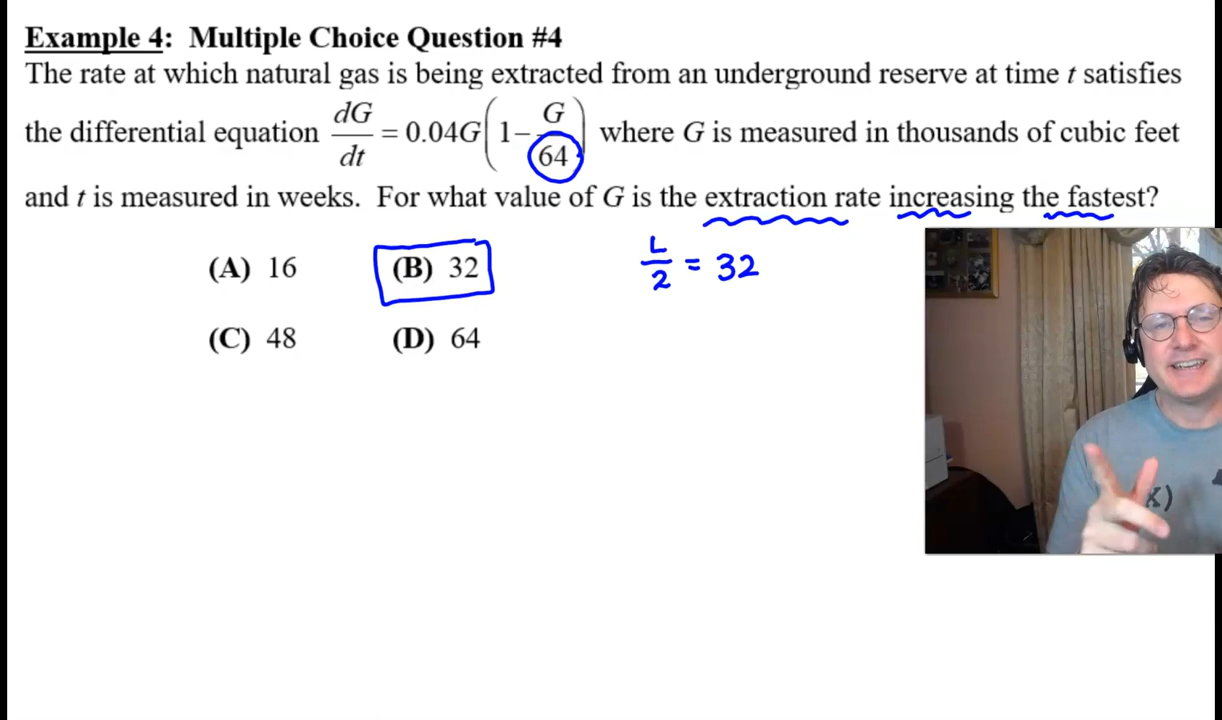 Example 4: Multiple Choice Question #4
The rate at which natural gas is being extracted from an underground reserve at time t satisfies
the differential equation dG/dt = 0.04G(1 − G/64) where G is measured in thousands of cubic feet
and t is measured in weeks. For what value of G is the extraction rate increasing the fastest?
(A) 16 (B) 32
L/2 = 32
(C) 48 (D) 64
X)